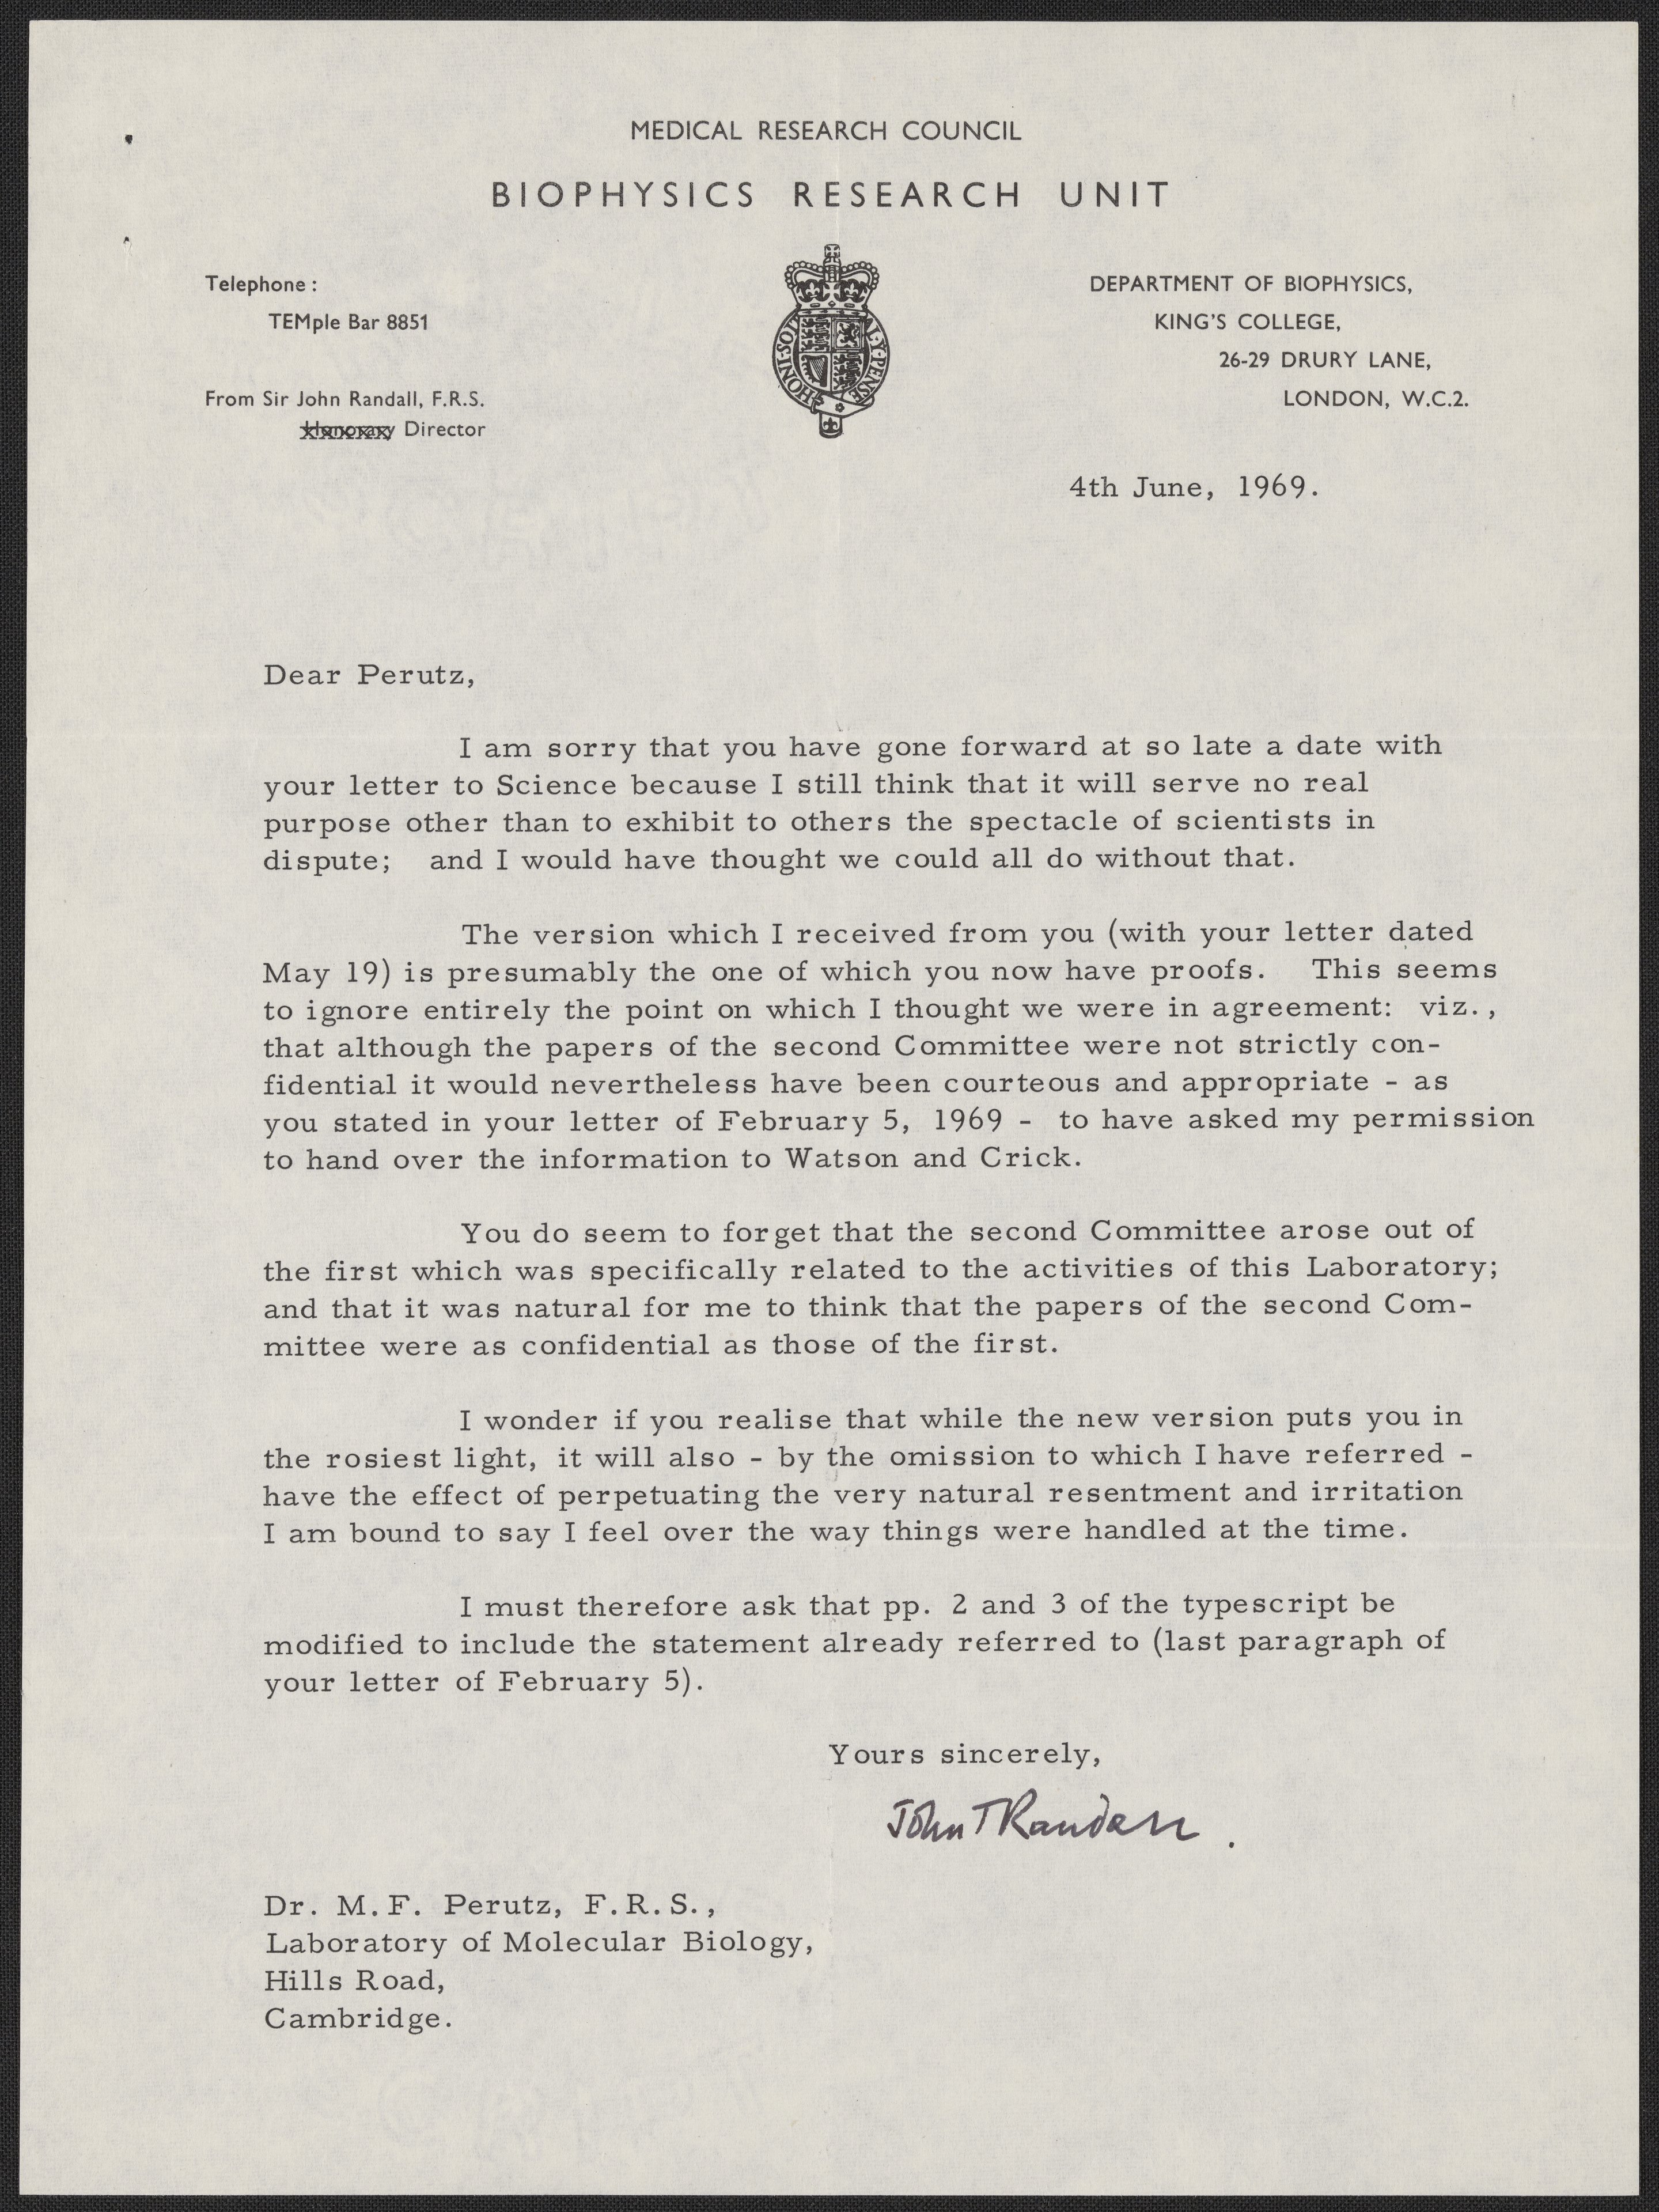 MEDICAL RESEARCH COUNCIL
BIOPHYSICS RESEARCH UNIT
Telephone :
TEMple Bar 8851
From Sir John Randall, F.R.S.
Honorary Director
HONI·SOIT
AL·Y·PENSE
DEPARTMENT OF BIOPHYSICS,
KING'S COLLEGE,
26-29 DRURY LANE,
LONDON, W.C.2.
4th June, 1969.
Dear Perutz,
I am sorry that you have gone forward at so late a date with
your letter to Science because I still think that it will serve no real
purpose other than to exhibit to others the spectacle of scientists in
dispute; and I would have thought we could all do without that.
The version which I received from you (with your letter dated
May 19) is presumably the one of which you now have proofs. This seems
to ignore entirely the point on which I thought we were in agreement: viz.,
that although the papers of the second Committee were not strictly con-
fidential it would nevertheless have been courteous and appropriate - as
you stated in your letter of February 5, 1969 - to have asked my permission
to hand over the information to Watson and Crick.
You do seem to forget that the second Committee arose out of
the first which was specifically related to the activities of this Laboratory;
and that it was natural for me to think that the papers of the second Com-
mittee were as confidential as those of the first.
I wonder if you realise that while the new version puts you in
the rosiest light, it will also - by the omission to which I have referred -
have the effect of perpetuating the very natural resentment and irritation
I am bound to say I feel over the way things were handled at the time.
I must therefore ask that pp. 2 and 3 of the typescript be
modified to include the statement already referred to (last paragraph of
your letter of February 5).
Yours sincerely,
John T Randall.
Dr. M.F. Perutz, F.R.S.,
Laboratory of Molecular Biology,
Hills Road,
Cambridge.